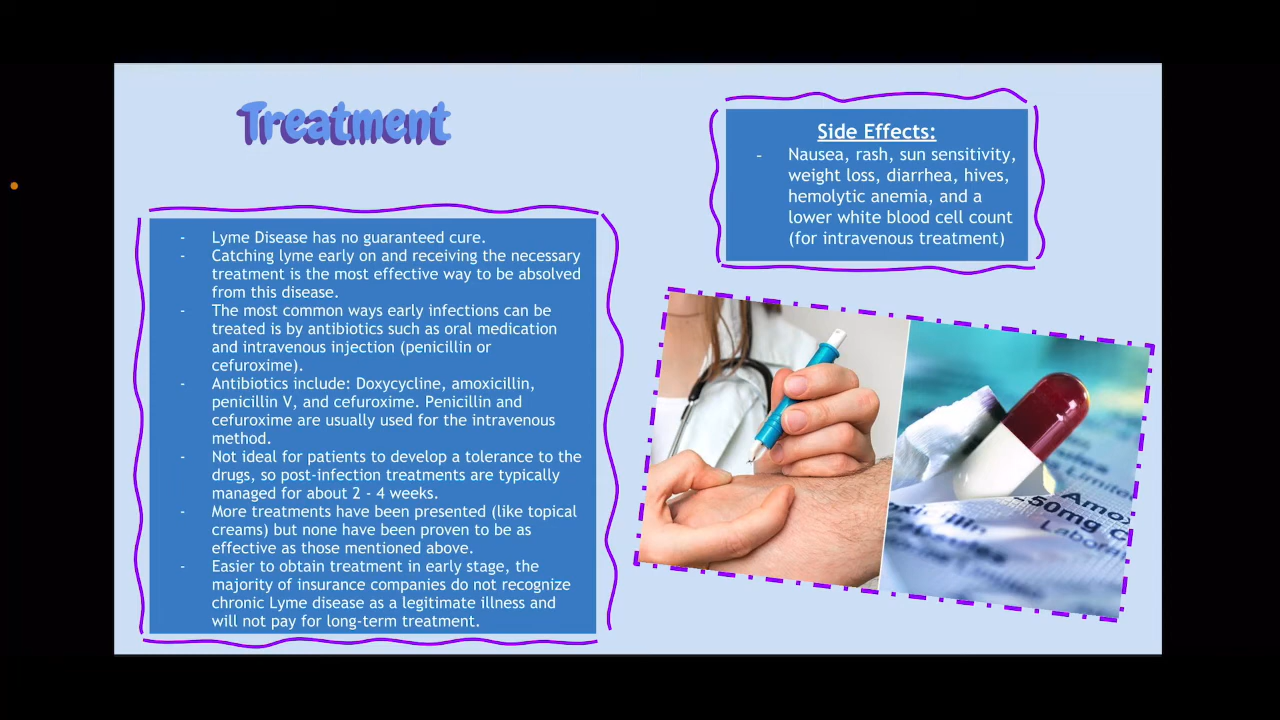 Treatment
- Lyme Disease has no guaranteed cure.
- Catching lyme early on and receiving the necessary
treatment is the most effective way to be absolved
from this disease.
- The most common ways early infections can be
treated is by antibiotics such as oral medication
and intravenous injection (penicillin or
cefuroxime).
- Antibiotics include: Doxycycline, amoxicillin,
penicillin V, and cefuroxime. Penicillin and
cefuroxime are usually used for the intravenous
method.
- Not ideal for patients to develop a tolerance to the
drugs, so post-infection treatments are typically
managed for about 2 - 4 weeks.
- More treatments have been presented (like topical
creams) but none have been proven to be as
effective as those mentioned above.
- Easier to obtain treatment in early stage, the
majority of insurance companies do not recognize
chronic Lyme disease as a legitimate illness and
will not pay for long-term treatment.
Side Effects:
- Nausea, rash, sun sensitivity,
weight loss, diarrhea, hives,
hemolytic anemia, and a
lower white blood cell count
(for intravenous treatment)
Limite
Amo
50mg C
Labor